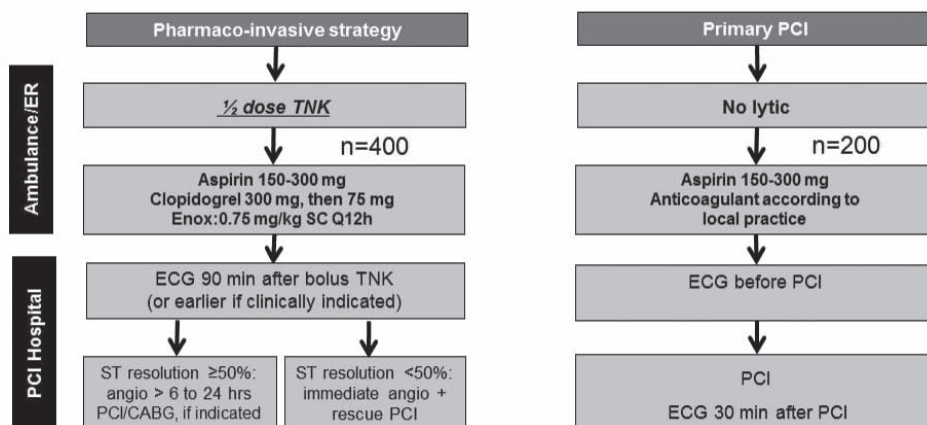 Pharmaco-invasive strategy
Primary PCI
Ambulance/ER
½ dose TNK
No lytic
n=400
n=200
Aspirin 150-300 mg
Clopidogrel 300 mg, then 75 mg
Enox:0.75 mg/kg SC Q12h
Aspirin 150-300 mg
Anticoagulant according to
local practice
PCI Hospital
ECG 90 min after bolus TNK
(or earlier if clinically indicated)
ECG before PCI
ST resolution ≥50%:
angio > 6 to 24 hrs
PCI/CABG, if indicated
ST resolution <50%:
immediate angio +
rescue PCI
PCI
ECG 30 min after PCI